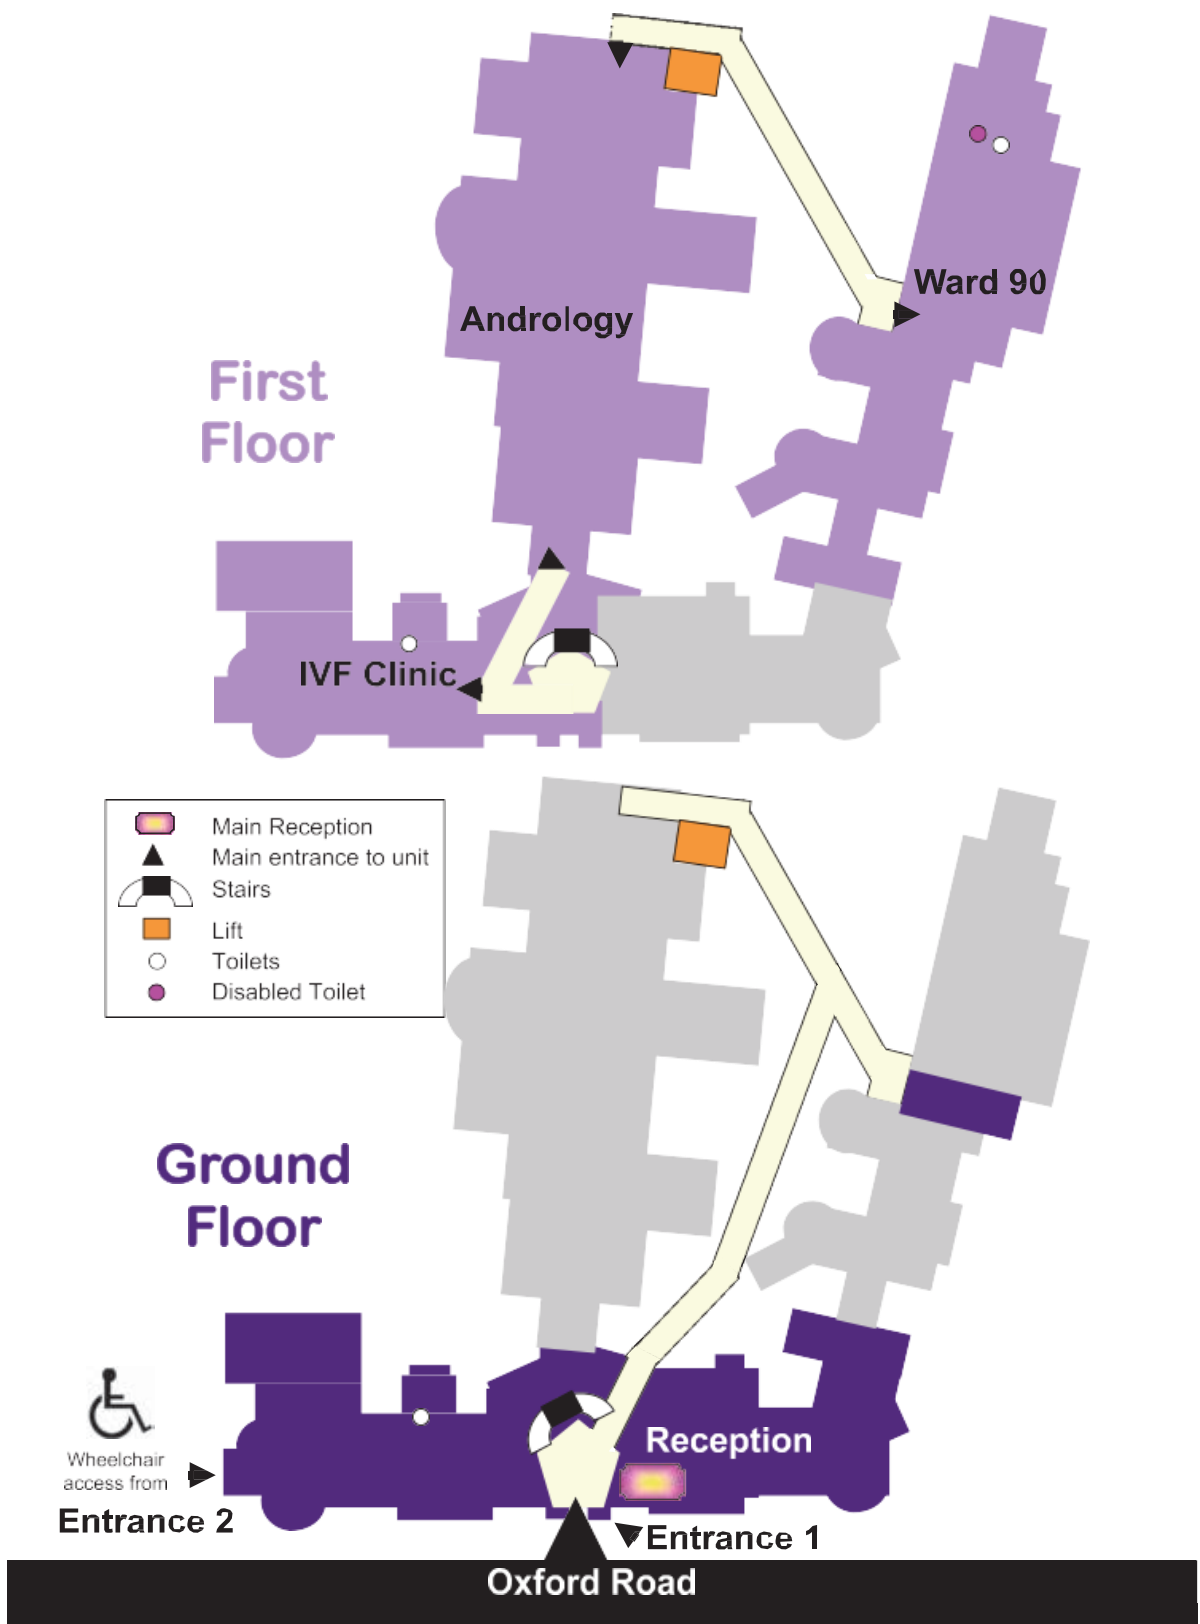 Ward 90
Andrology
First
Floor
IVF Clinic
Main Reception
Main entrance to unit
Stairs
Lift
Toilets
Disabled Toilet
Ground
Floor
Wheelchair
access from
Entrance 2
Reception
Entrance 1
Oxford Road